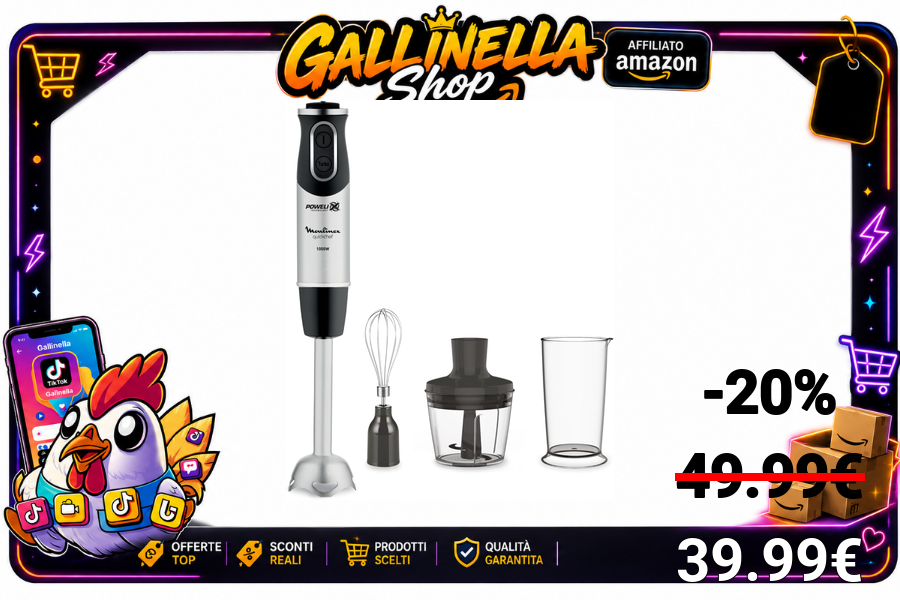 GALLINELLA
Shop
AFFILIATO
amazon
POWELIX
Moulinex
quickchef
1000W
Gallinella
TikTok
Gallinella
-20%
49.99€
39.99€
OFFERTE
TOP
SCONTI
REALI
PRODOTTI
SCELTI
QUALITÀ
GARANTITA